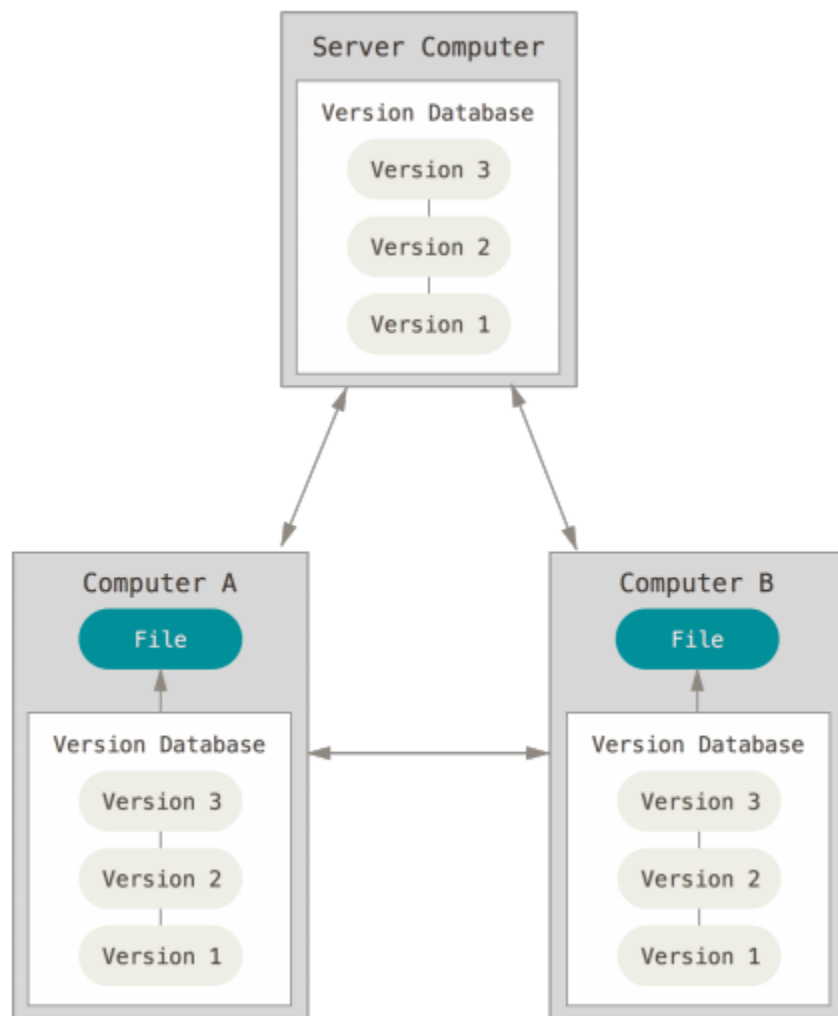 Server Computer
Version Database
Version 3
Version 2
Version 1
Computer A
File
Version Database
Version 3
Version 2
Version 1
Computer B
File
Version Database
Version 3
Version 2
Version 1